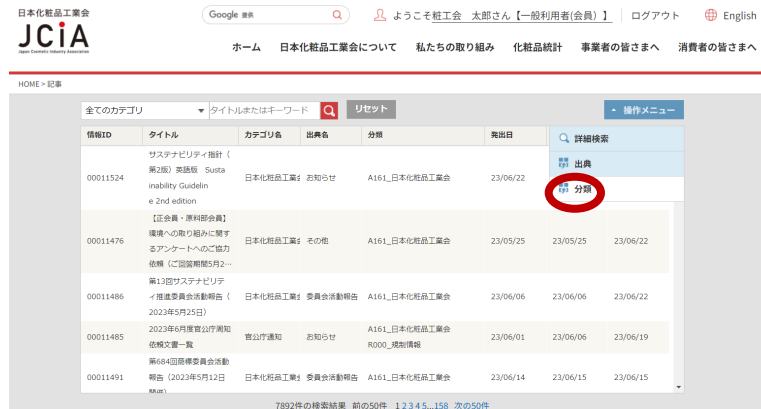 日本化粧品工業会
JCiA
Japan Cosmetic Industry Association
Google 提供
ようこそ粧工会 太郎さん【一般利用者(会員)】
ログアウト
English
ホーム 日本化粧品工業会について 私たちの取り組み 化粧品統計 事業者の皆さまへ 消費者の皆さまへ
HOME > 記事
全てのカテゴリ タイトルまたはキーワード リセット 操作メニュー
情報ID タイトル カテゴリ名 出典名 分類 発出日
詳細検索
出典
分類
サステナビリティ指針（
第2版）英語版 Susta
00011524 inability Guidelin 日本化粧品工業会 お知らせ A161_日本化粧品工業会 23/06/22
e 2nd edition
【正会員・原料部会員】
環境への取り組みに関す
00011476 るアンケートへのご協力 日本化粧品工業会 その他 A161_日本化粧品工業会 23/05/25 23/05/25 23/06/22
依頼（ご回答期間5月2…
第13回サステナビリテ
00011486 ィ推進委員会活動報告（ 日本化粧品工業会 委員会活動報告 A161_日本化粧品工業会 23/06/06 23/06/06 23/06/22
2023年5月25日）
00011485 2023年6月度官公庁周知依頼文書一覧 官公庁通知 お知らせ A161_日本化粧品工業会 23/06/01 23/06/06 23/06/19
R000_規制情報
第684回商標委員会活動
00011491 報告（2023年5月12日 日本化粧品工業会 委員会活動報告 A161_日本化粧品工業会 23/06/14 23/06/15 23/06/15
7892件の検索結果 前の50件 1 2 3 4 5...158 次の50件